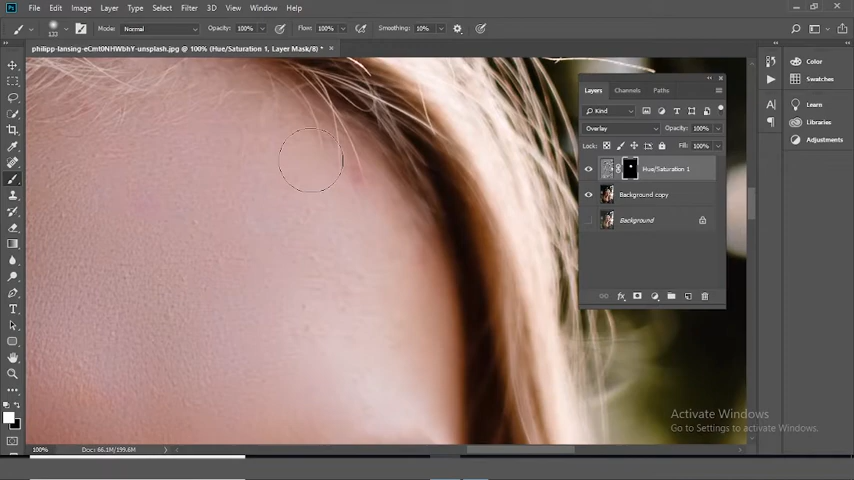 Ps File Edit Image Layer Type Select Filter 3D View Window Help
133 Mode: Normal Opacity: 100% Flow: 100% Smoothing: 10%
philipp-lansing-eCmt0NHWbhY-unsplash.jpg @ 100% (Hue/Saturation 1, Layer Mask/8) * ×
Layers Channels Paths
Kind
Overlay Opacity: 100%
Lock: Fill: 100%
Hue/Saturation 1
Background copy
Background
Color
Swatches
Learn
Libraries
Adjustments
Activate Windows
Go to Settings to activate Windows.
100% Doc: 66.1M/199.6M